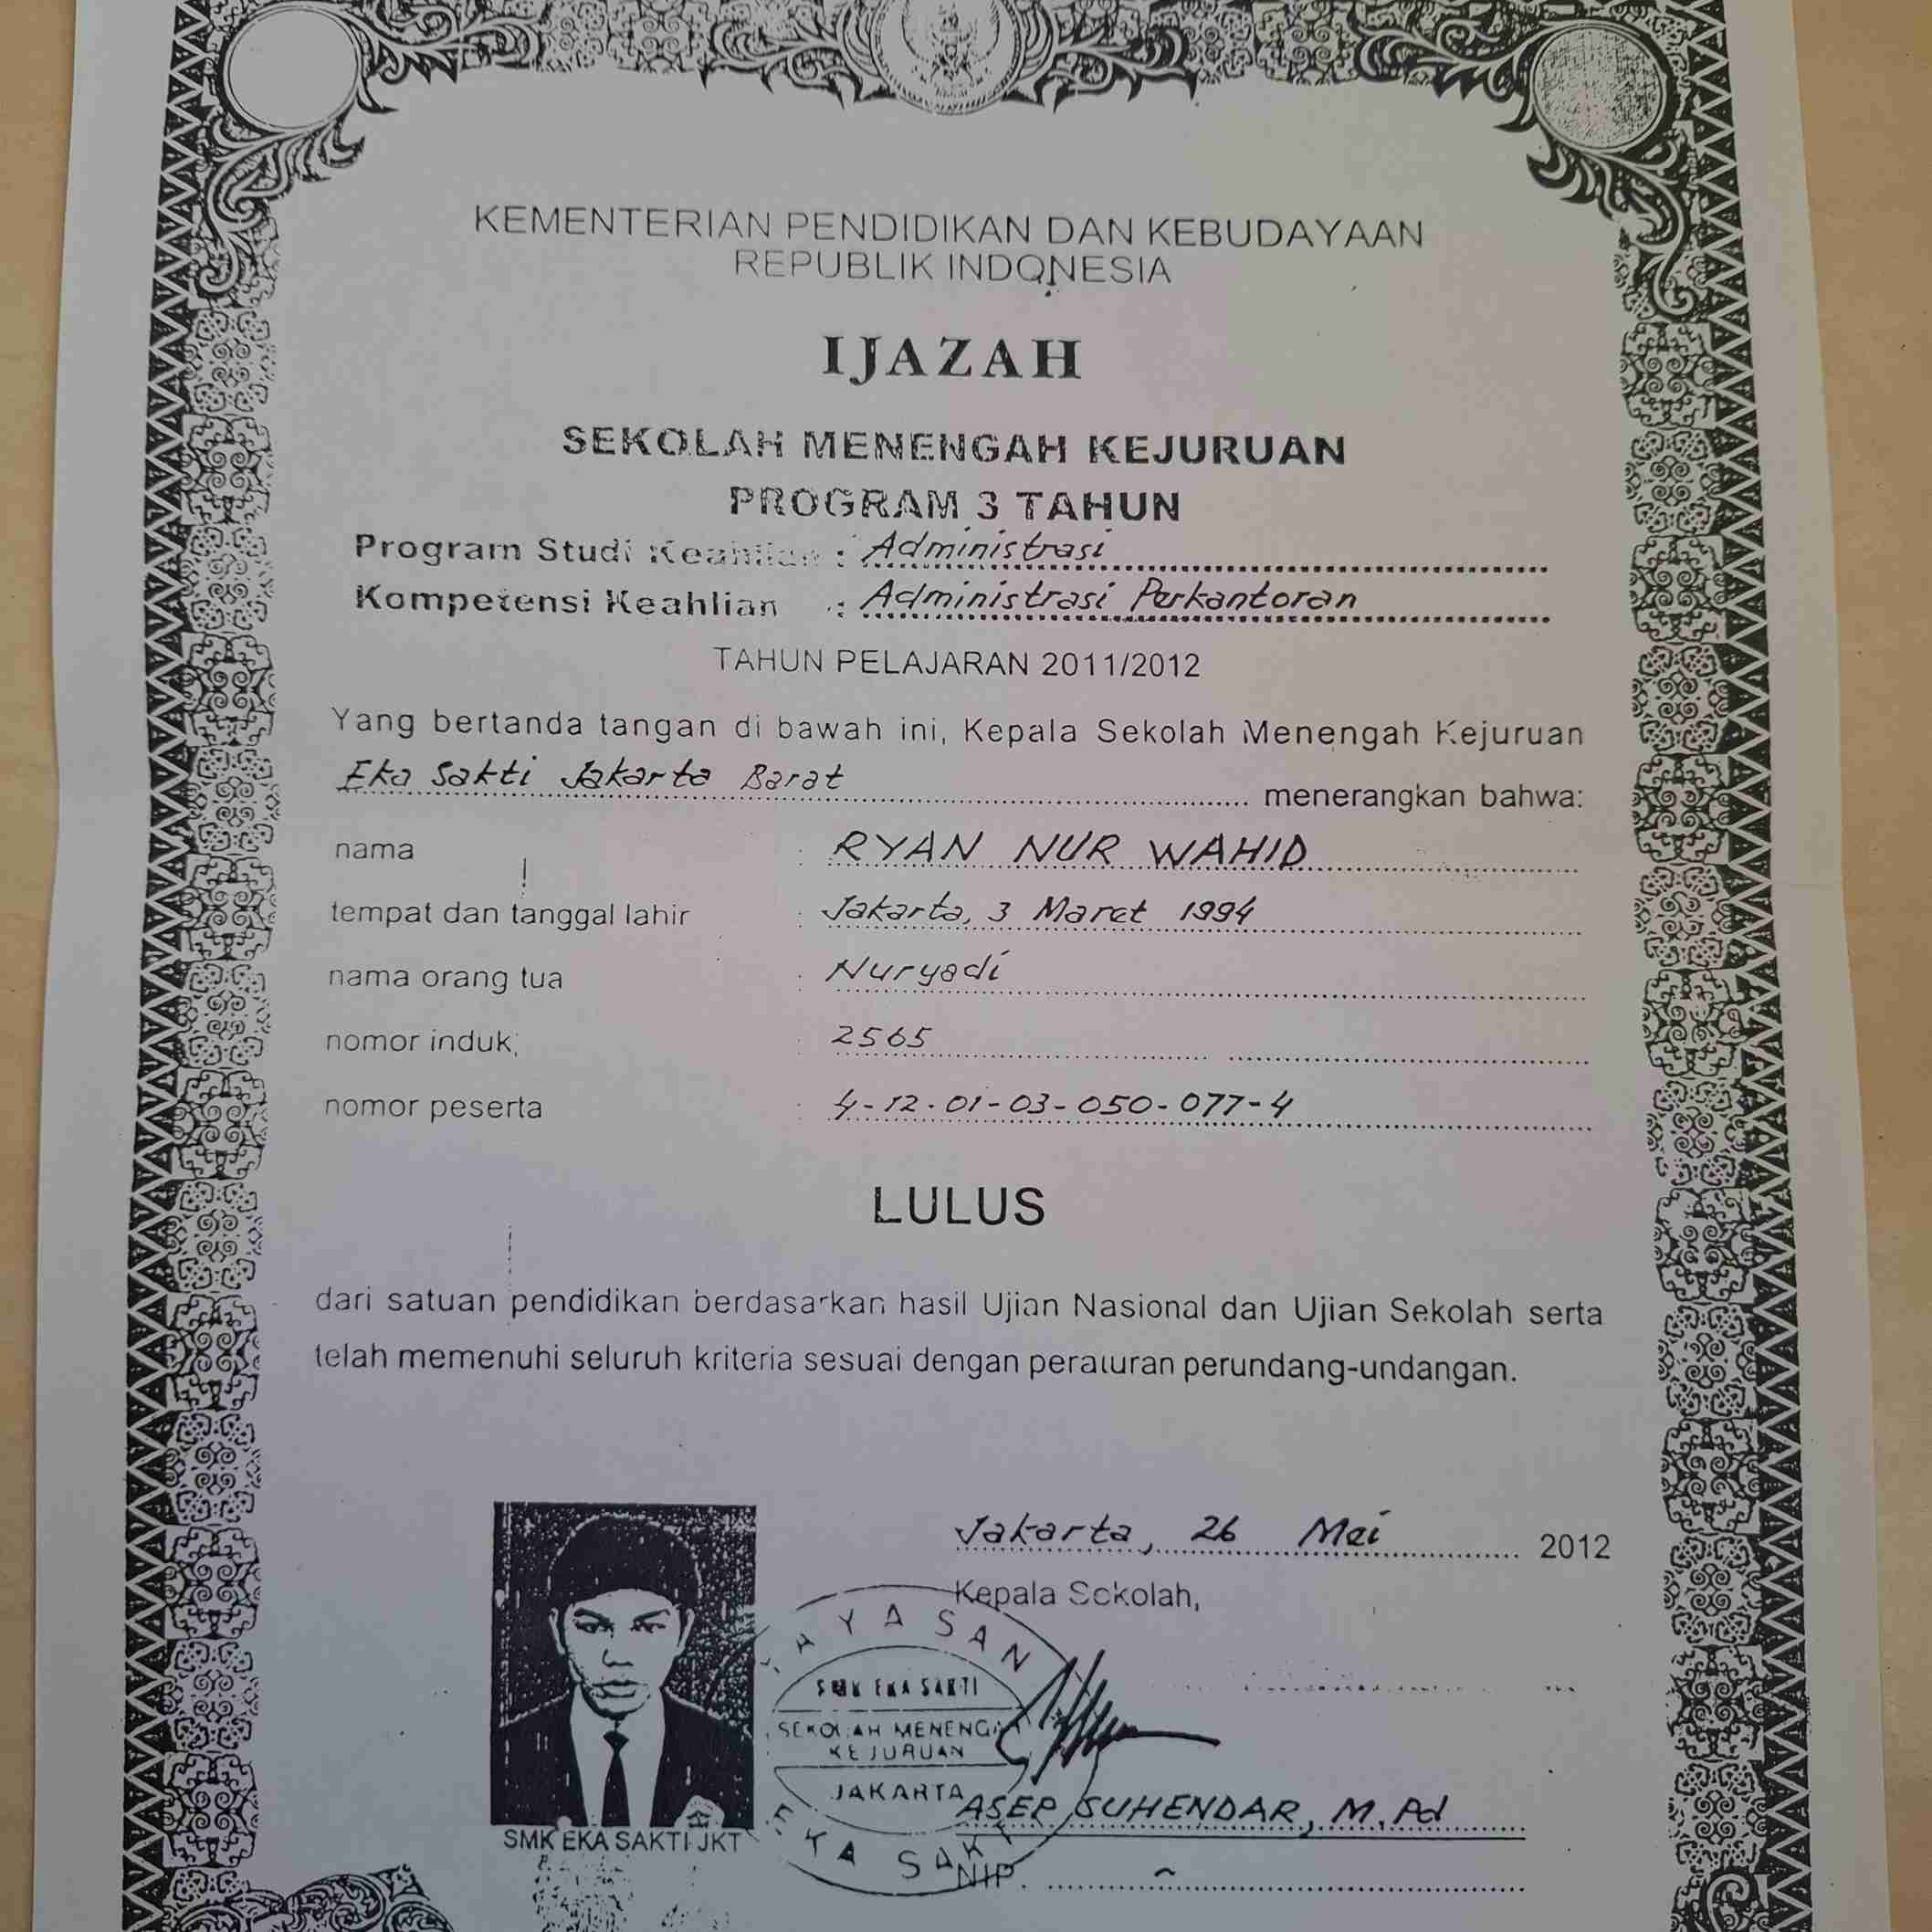 KEMENTERIAN PENDIDIKAN DAN KEBUDAYAAN
REPUBLIK INDONESIA
IJAZAH
SEKOLAH MENENGAH KEJURUAN
PROGRAM 3 TAHUN
Program Studi Keahlian : Administrasi
Kompetensi Keahlian : Administrasi Perkantoran
TAHUN PELAJARAN 2011/2012
Yang bertanda tangan di bawah ini, Kepala Sekolah Menengah Kejuruan
Eka Sakti Jakarta Barat menerangkan bahwa:
nama : RYAN NUR WAHID
tempat dan tanggal lahir : Jakarta, 3 Maret 1994
nama orang tua : Nuryadi
nomor induk : 2565
nomor peserta : 4-12-01-03-050-077-4
LULUS
dari satuan pendidikan berdasarkan hasil Ujian Nasional dan Ujian Sekolah serta
telah memenuhi seluruh kriteria sesuai dengan peraturan perundang-undangan.
Jakarta, 26 Mei 2012
Kepala Sekolah,
YAYASAN
SMK EKA SAKTI
SEKOLAH MENENGAH
KEJURUAN
JAKARTA
EKA SAKTI
ASEP SUHENDAR, M.Pd
SMK EKA SAKTI JKT
NIP. -